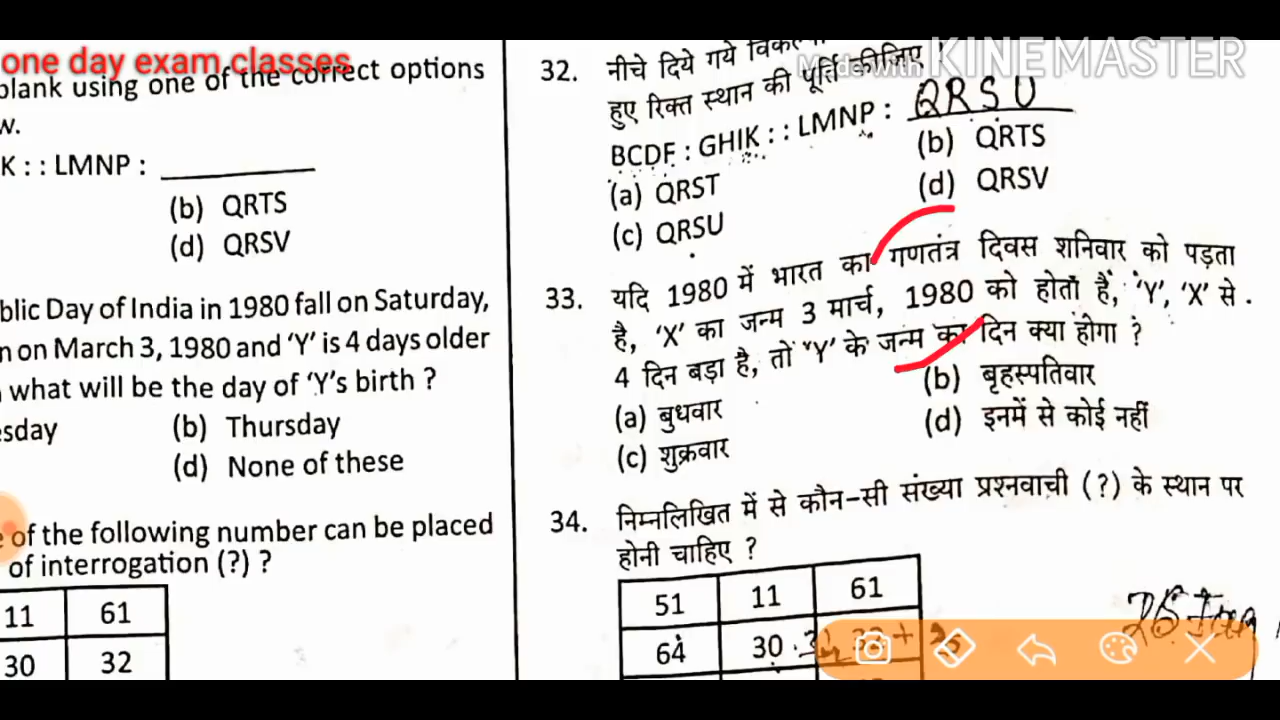 one day exam classes
Made with KINEMASTER
blank using one of the correct options
w.
K : : LMNP :
(b) QRTS
(d) QRSV
blic Day of India in 1980 fall on Saturday,
n on March 3, 1980 and ‘Y’ is 4 days older
what will be the day of ‘Y’s birth ?
esday (b) Thursday
(d) None of these
e of the following number can be placed
of interrogation (?) ?
11 61
30 32
32. नीचे दिये गये
हुए रिक्त स्थान की पूर्ति कीजिए
BCDF : GHIK : : LMNP : QRSU
(a) QRST (b) QRTS
(c) QRSU (d) QRSV
33. यदि 1980 में भारत का गणतंत्र दिवस शनिवार को पड़ता
है, ‘X’ का जन्म 3 मार्च, 1980 को होता है, ‘Y’, ‘X’ से
4 दिन बड़ा है, तो ‘Y’ के जन्म का दिन क्या होगा ?
(a) बुधवार (b) बृहस्पतिवार
(c) शुक्रवार (d) इनमें से कोई नहीं
34. निम्नलिखित में से कौन-सी संख्या प्रश्नवाची (?) के स्थान पर
होनी चाहिए ?
51 11 61
64 30 32